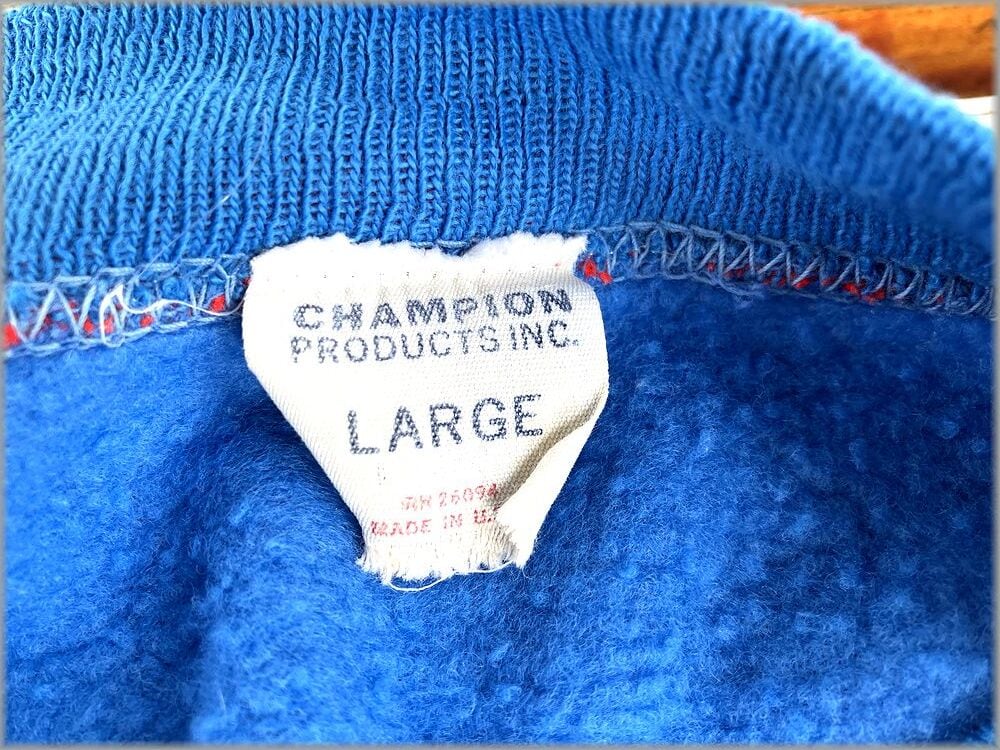 CHAMPION
PRODUCTS INC.
LARGE
RN 26094
MADE IN